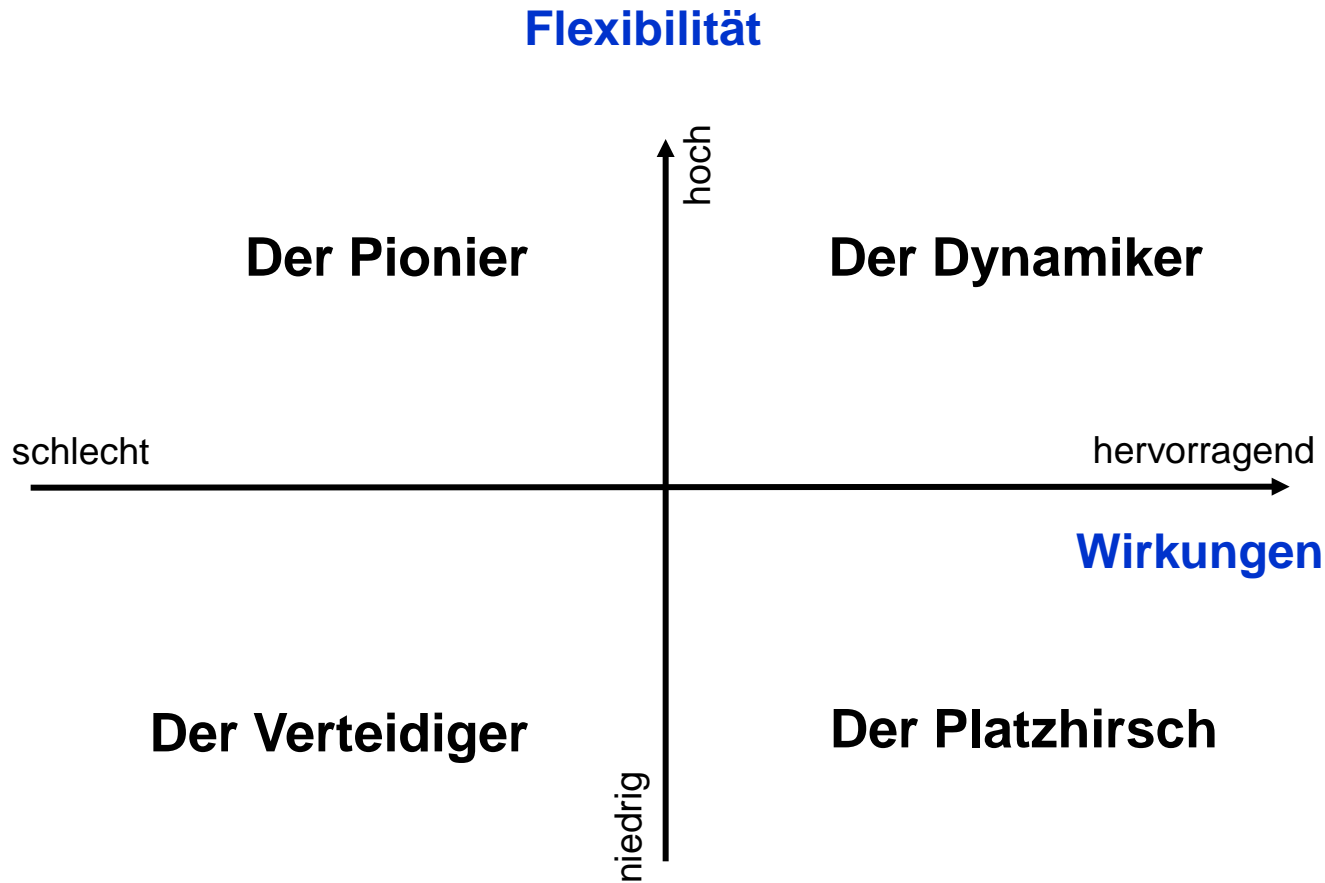 Flexibilität
hoch
Der Pionier
Der Dynamiker
schlecht
hervorragend
Wirkungen
Der Verteidiger
Der Platzhirsch
niedrig